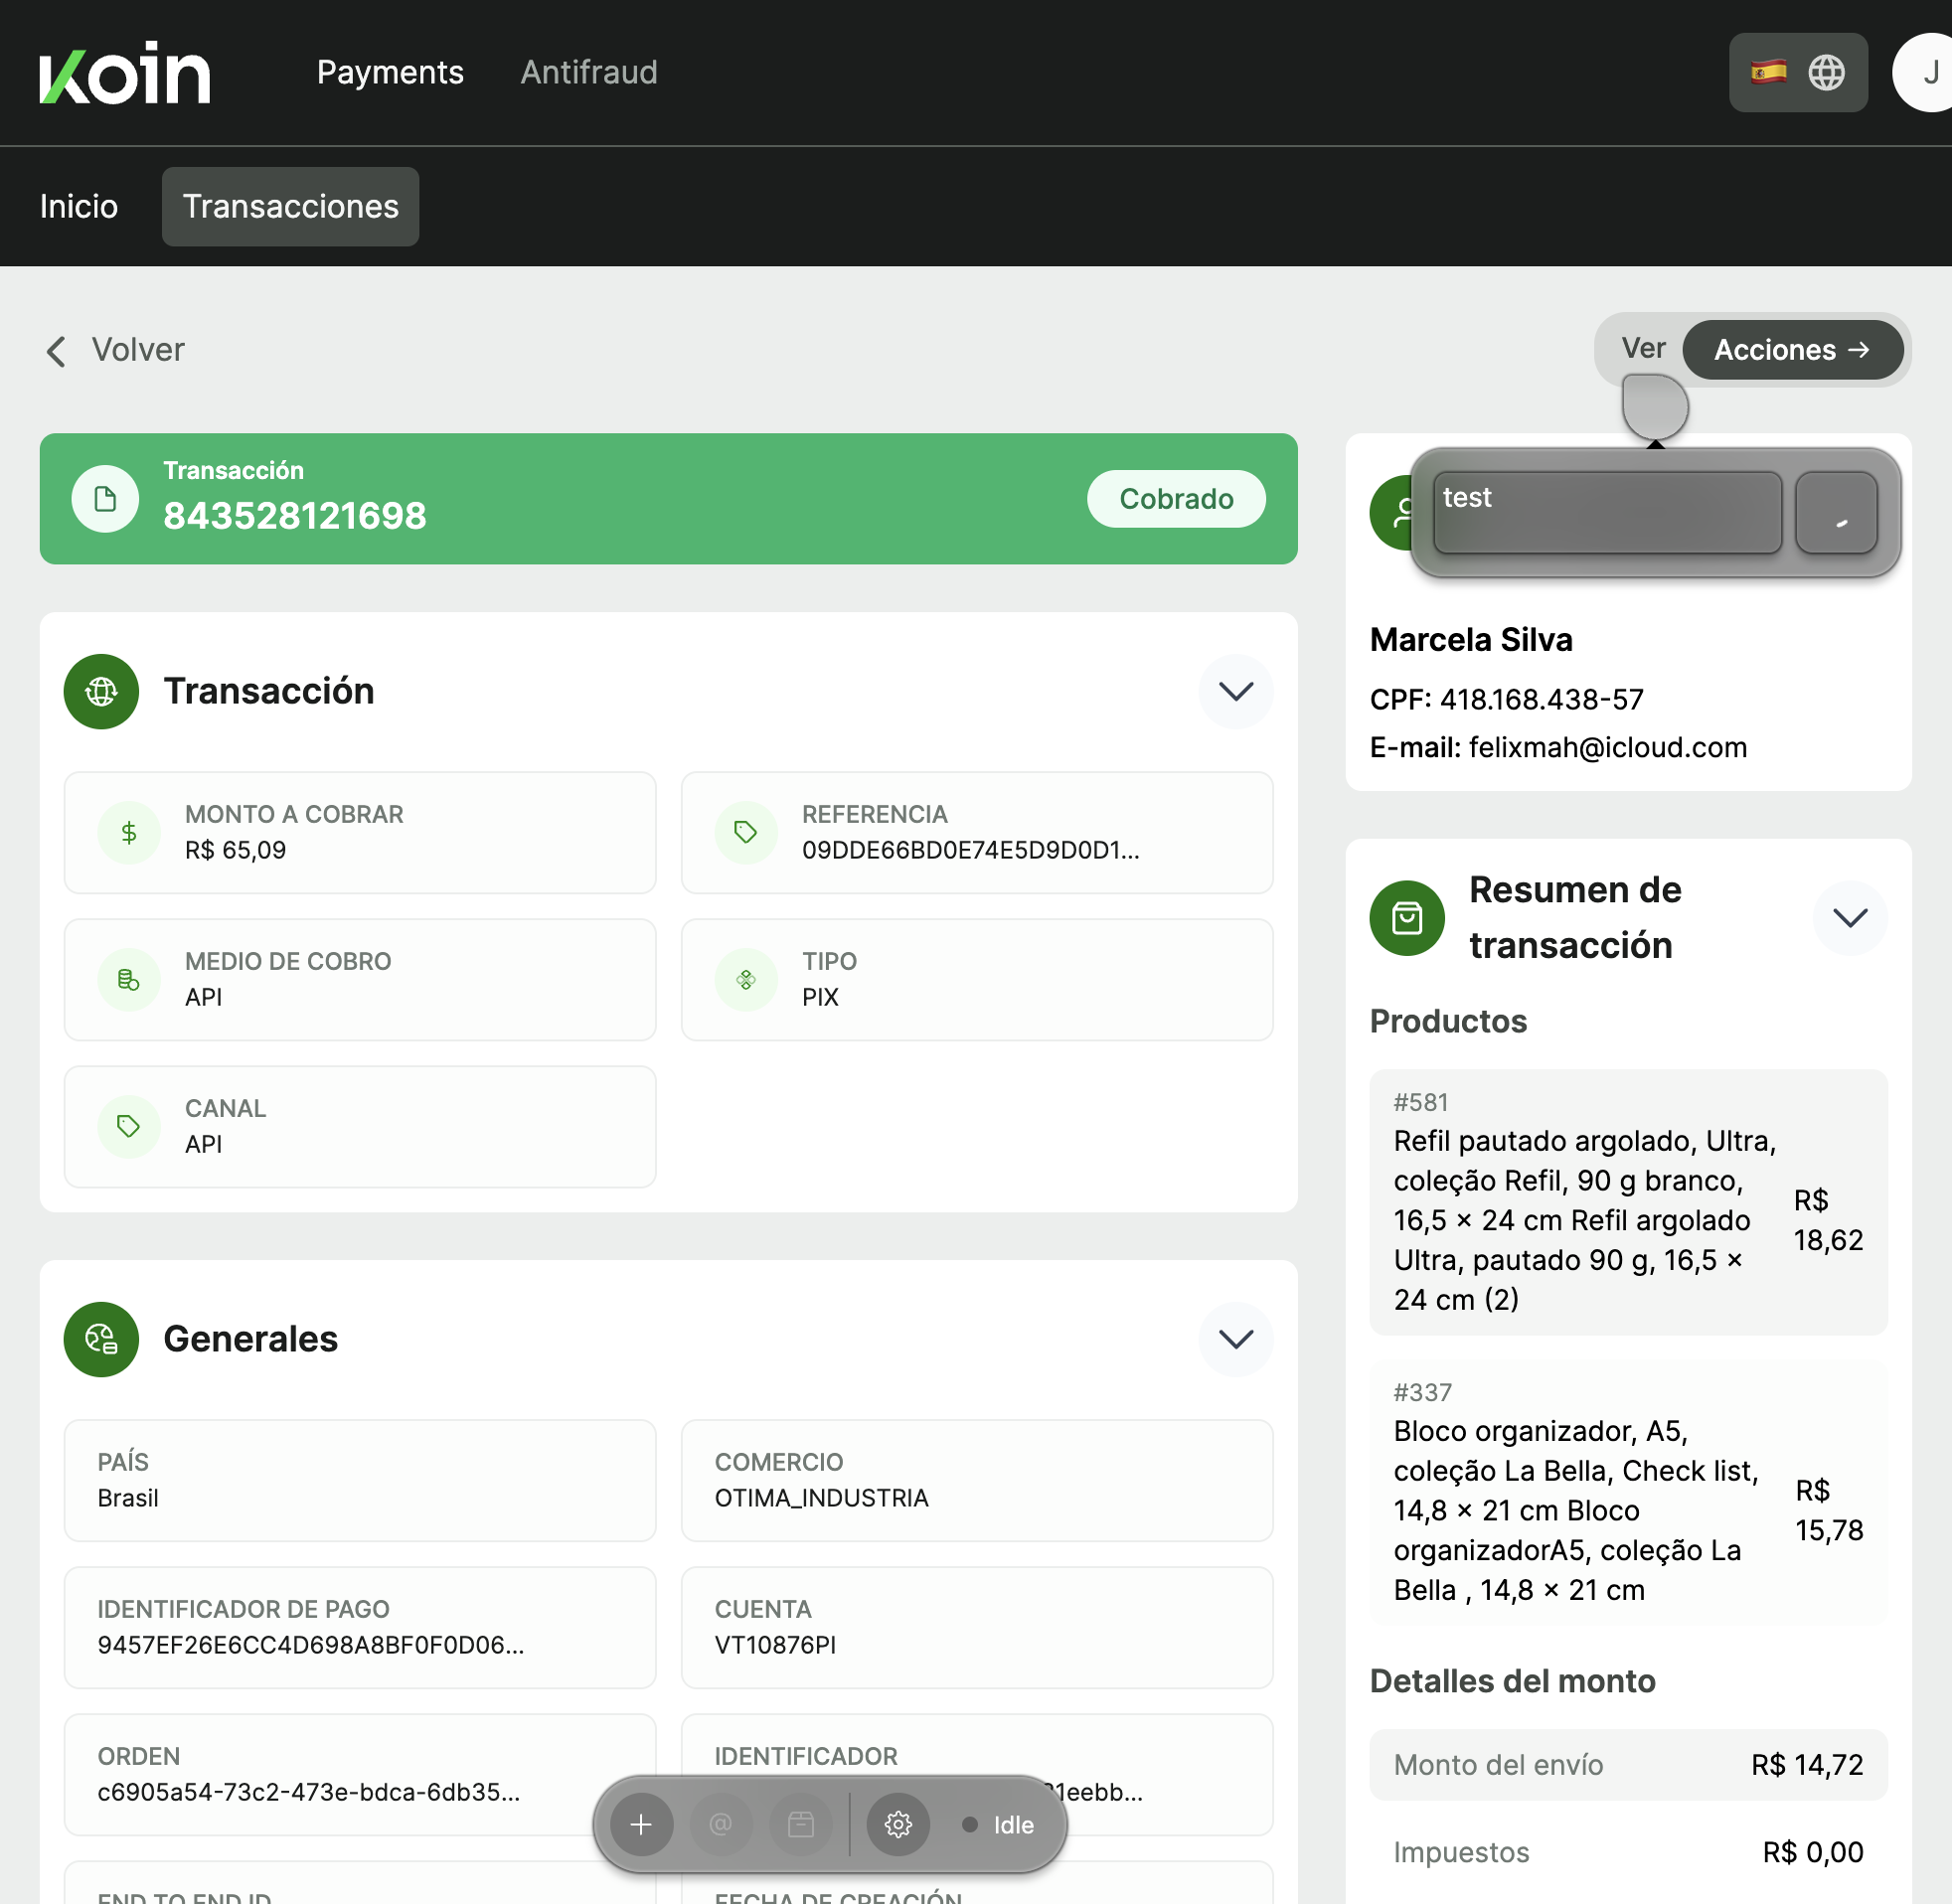 Koin
Payments
Antifraud
J
Inicio
Transacciones
Volver
Ver
Acciones →
Transacción
843528121698
Cobrado
test
Marcela Silva
CPF: 418.168.438-57
E-mail: felixmah@icloud.com
Transacción
MONTO A COBRAR
R$ 65,09
REFERENCIA
09DDE66BD0E74E5D9D0D1...
MEDIO DE COBRO
API
TIPO
PIX
CANAL
API
Generales
PAÍS
Brasil
COMERCIO
OTIMA_INDUSTRIA
IDENTIFICADOR DE PAGO
9457EF26E6CC4D698A8BF0F0D06...
CUENTA
VT10876PI
ORDEN
c6905a54-73c2-473e-bdca-6db35...
IDENTIFICADOR
1eebb...
END TO END ID
FECHA DE CREACIÓN
Idle
Resumen de
transacción
Productos
#581
Refil pautado argolado, Ultra,
coleção Refil, 90 g branco,
16,5 × 24 cm Refil argolado
Ultra, pautado 90 g, 16,5 ×
24 cm (2)
R$
18,62
#337
Bloco organizador, A5,
coleção La Bella, Check list,
14,8 × 21 cm Bloco
organizadorA5, coleção La
Bella , 14,8 × 21 cm
R$
15,78
Detalles del monto
Monto del envío
R$ 14,72
Impuestos
R$ 0,00